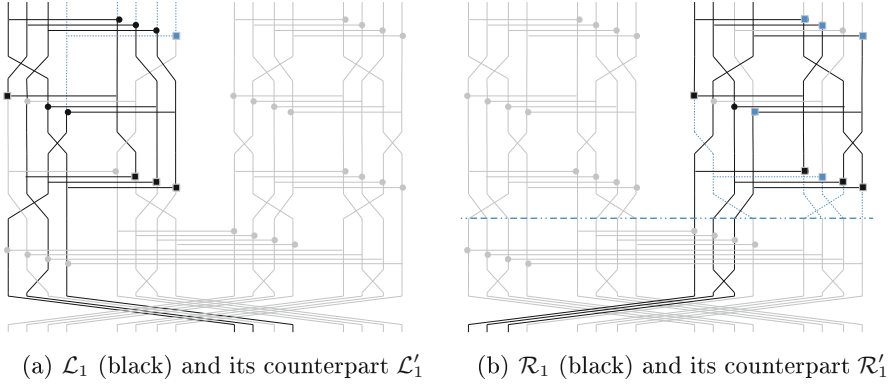 (a) 𝓛₁ (black) and its counterpart 𝓛′₁
(b) 𝓡₁ (black) and its counterpart 𝓡′₁